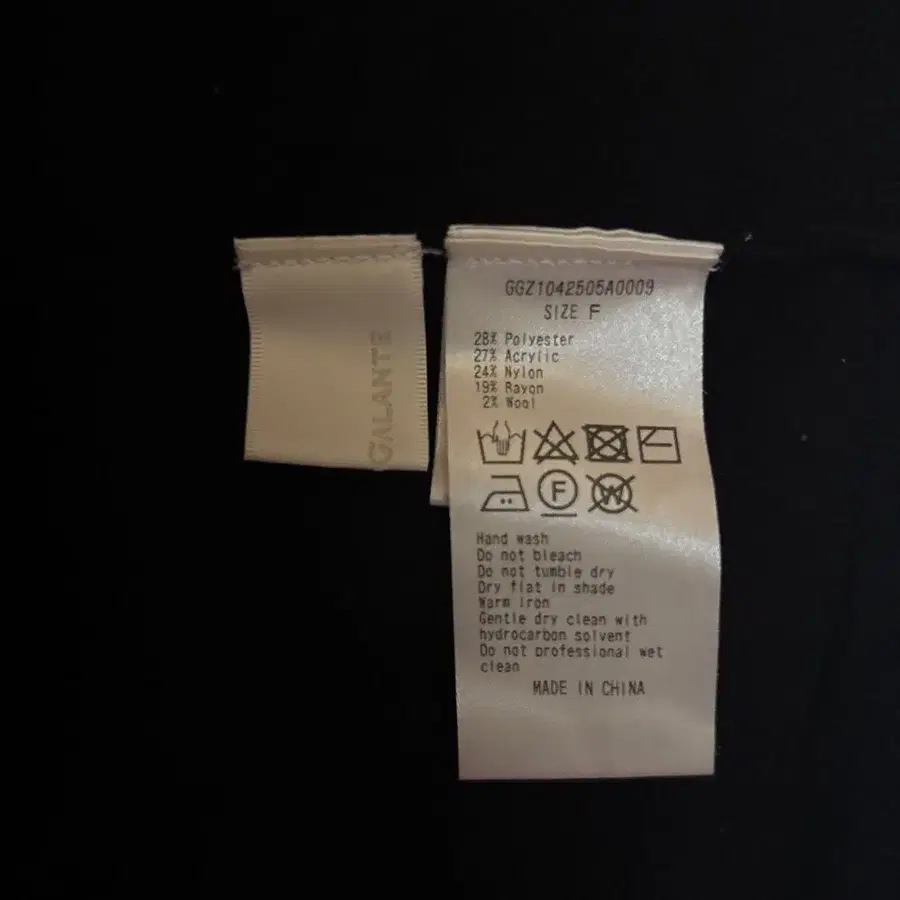 GALANTE
GGZ1042505A0009
SIZE F
28% Polyester
27% Acrylic
24% Nylon
19% Rayon
2% Wool
F
W
Hand wash
Do not bleach
Do not tumble dry
Dry flat in shade
Warm iron
Gentle dry clean with
hydrocarbon solvent
Do not professional wet
clean
MADE IN CHINA